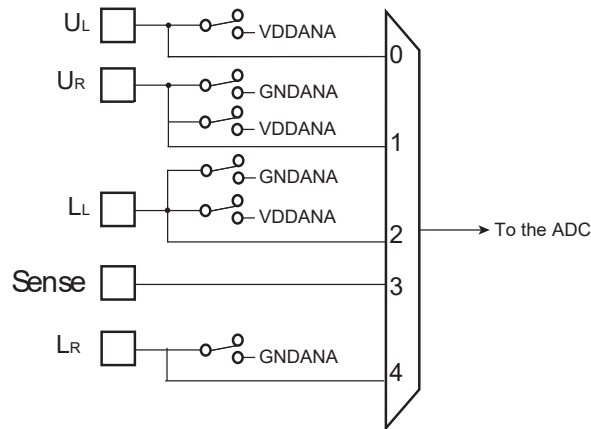 UL
VDDANA
0
UR
GNDANA
VDDANA
1
GNDANA
LL
VDDANA
2
To the ADC
Sense
3
LR
GNDANA
4